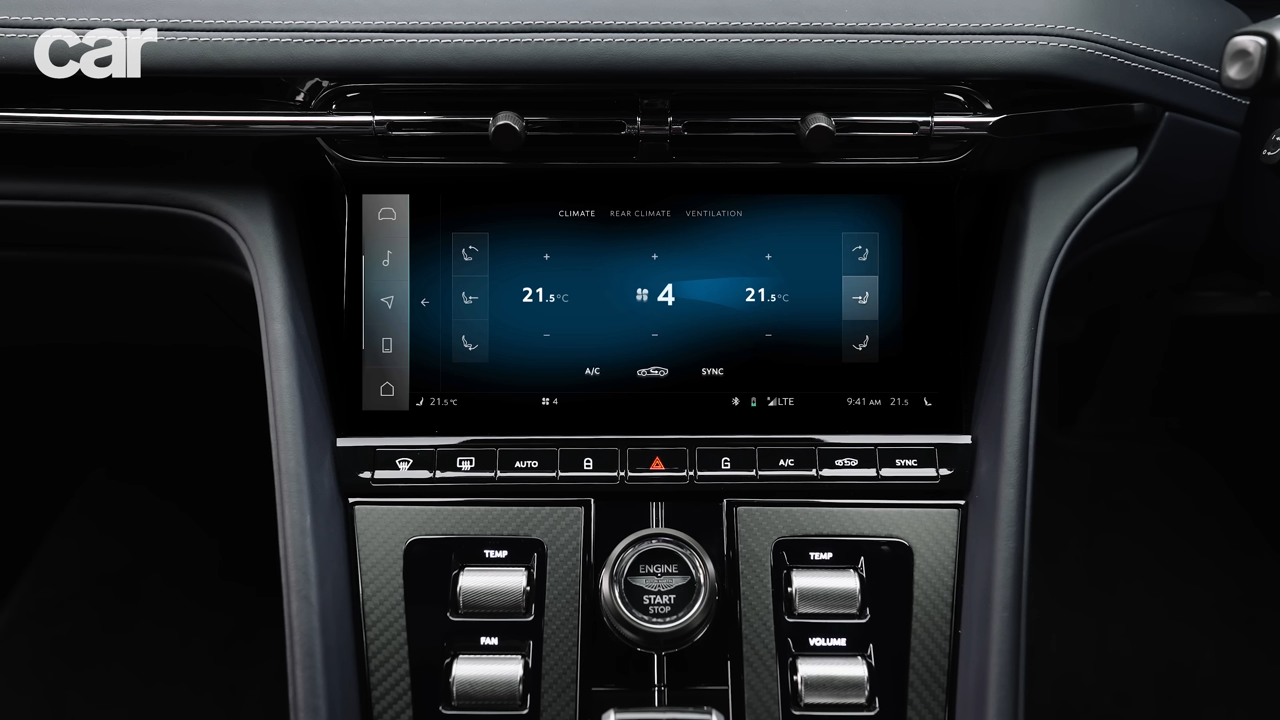 car
CLIMATE REAR CLIMATE VENTILATION
+ + +
21.5°C 4 21.5°C
− − −
A/C SYNC
21.5°C 4 LTE 9:41 AM 21.5
AUTO A/C SYNC
TEMP
ENGINE
START
STOP
TEMP
FAN
VOLUME